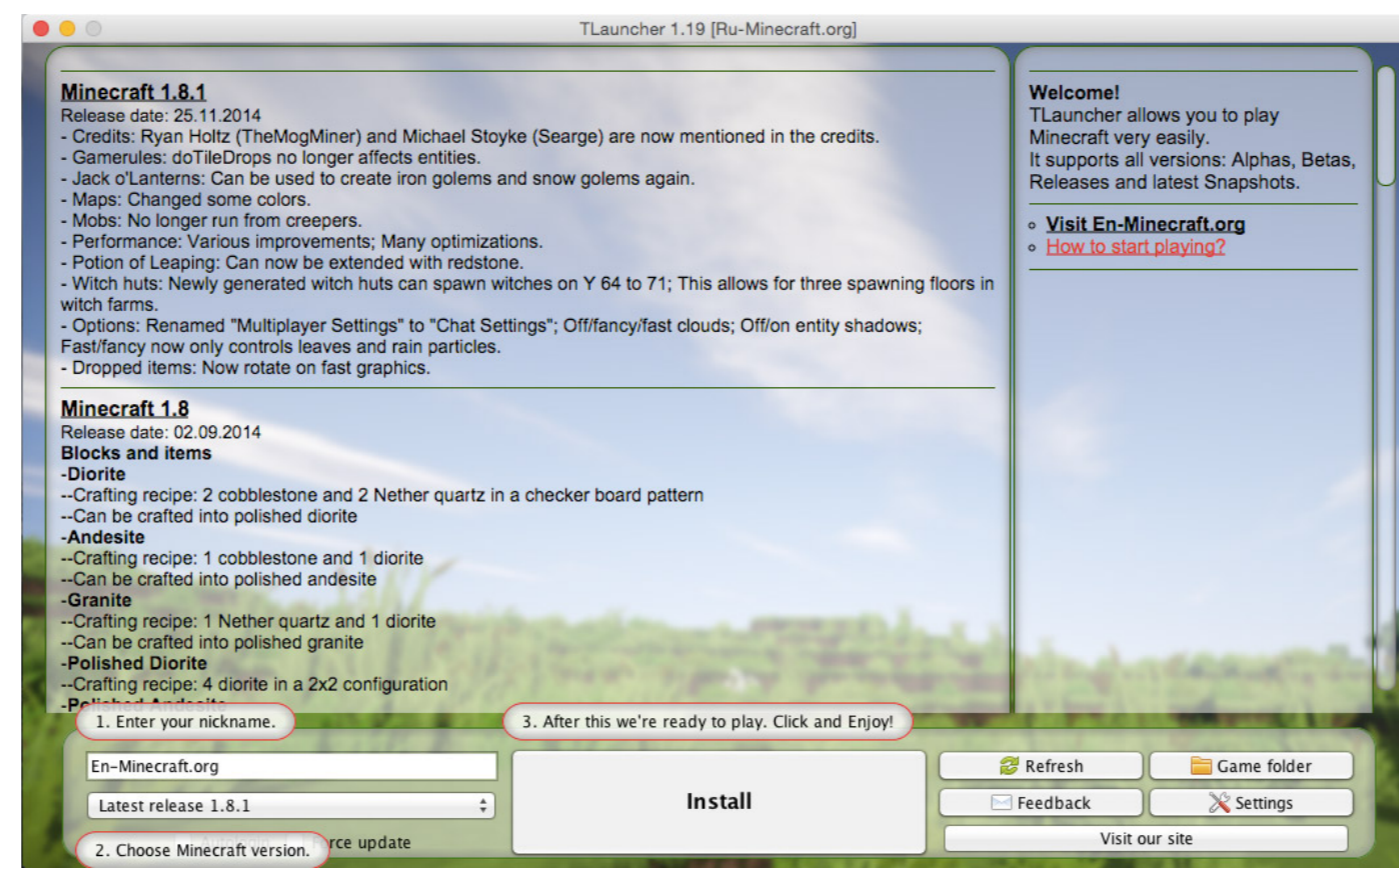 TLauncher 1.19 [Ru-Minecraft.org]
Minecraft 1.8.1
Release date: 25.11.2014
- Credits: Ryan Holtz (TheMogMiner) and Michael Stoyke (Searge) are now mentioned in the credits.
- Gamerules: doTileDrops no longer affects entities.
- Jack o'Lanterns: Can be used to create iron golems and snow golems again.
- Maps: Changed some colors.
- Mobs: No longer run from creepers.
- Performance: Various improvements; Many optimizations.
- Potion of Leaping: Can now be extended with redstone.
- Witch huts: Newly generated witch huts can spawn witches on Y 64 to 71; This allows for three spawning floors in
witch farms.
- Options: Renamed "Multiplayer Settings" to "Chat Settings"; Off/fancy/fast clouds; Off/on entity shadows;
Fast/fancy now only controls leaves and rain particles.
- Dropped items: Now rotate on fast graphics.
Minecraft 1.8
Release date: 02.09.2014
Blocks and items
-Diorite
--Crafting recipe: 2 cobblestone and 2 Nether quartz in a checker board pattern
--Can be crafted into polished diorite
-Andesite
--Crafting recipe: 1 cobblestone and 1 diorite
--Can be crafted into polished andesite
-Granite
--Crafting recipe: 1 Nether quartz and 1 diorite
--Can be crafted into polished granite
-Polished Diorite
--Crafting recipe: 4 diorite in a 2x2 configuration
-Polished Andesite
Welcome!
TLauncher allows you to play
Minecraft very easily.
It supports all versions: Alphas, Betas,
Releases and latest Snapshots.
Visit En-Minecraft.org
How to start playing?
1. Enter your nickname.
En-Minecraft.org
Latest release 1.8.1
2. Choose Minecraft version.
rce update
3. After this we're ready to play. Click and Enjoy!
Install
Refresh
Game folder
Feedback
Settings
Visit our site